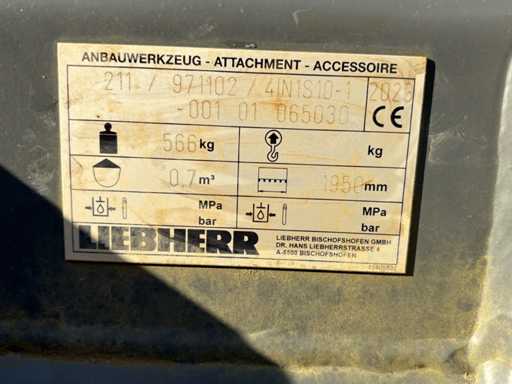 ANBAUWERKZEUG - ATTACHMENT - ACCESSOIRE
211 / 971102 / 4IN1S10-1 2023
-001 01 065030 CE
566 kg kg
0,7 m³ 1950 mm
MPa MPa
bar bar
LIEBHERR
LIEBHERR BISCHOFSHOFEN GMBH
DR. HANS LIEBHERRSTRASSE 4
A-5500 BISCHOFSHOFEN